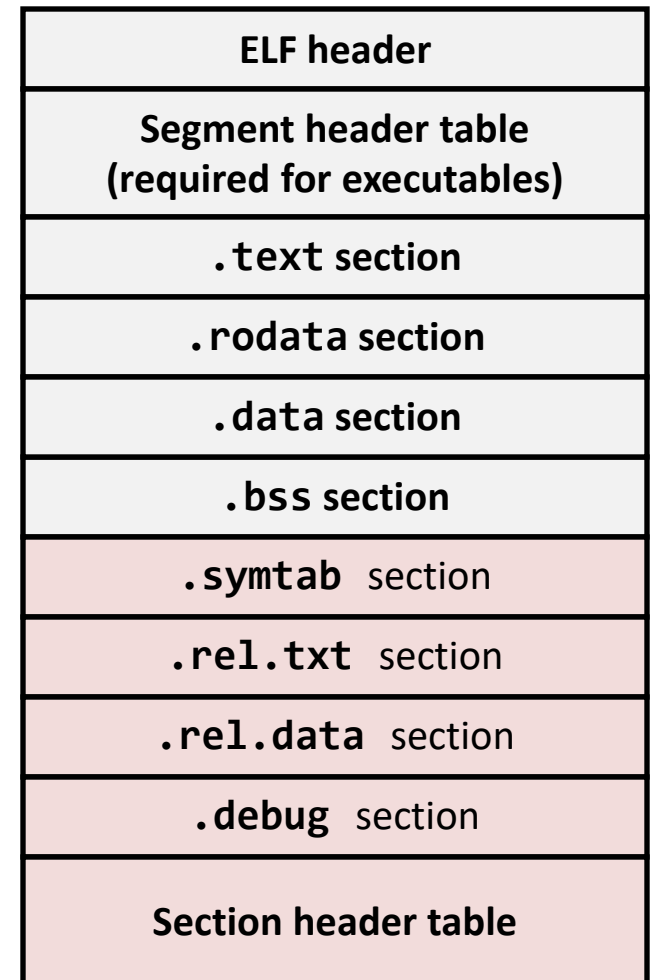 ELF header
Segment header table
(required for executables)
.text section
.rodata section
.data section
.bss section
.symtab section
.rel.txt section
.rel.data section
.debug section
Section header table